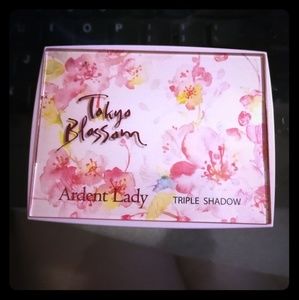 Tokyo
Blossom
Ardent Lady
TRIPLE SHADOW